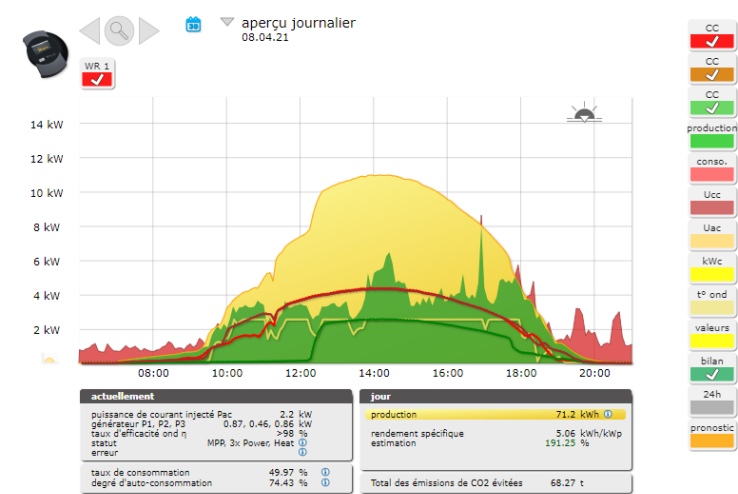 aperçu journalier
08.04.21
WR 1
CC
CC
CC
production
conso.
Ucc
Uac
kWc
t° ond
valeurs
bilan
24h
pronostic
14 kW
12 kW
10 kW
8 kW
6 kW
4 kW
2 kW
08:00 10:00 12:00 14:00 16:00 18:00 20:00
actuellement
puissance de courant injecté Pac 2.2 kW
générateur P1, P2, P3 0.87, 0.46, 0.86 kW
taux d'efficacité ond η >98 %
statut MPP, 3x Power, Heat
erreur
taux de consommation 49.97 %
degré d'auto-consommation 74.43 %
jour
production 71.2 kWh
rendement spécifique 5.06 kWh/kWp
estimation 191.25 %
Total des émissions de CO2 évitées 68.27 t